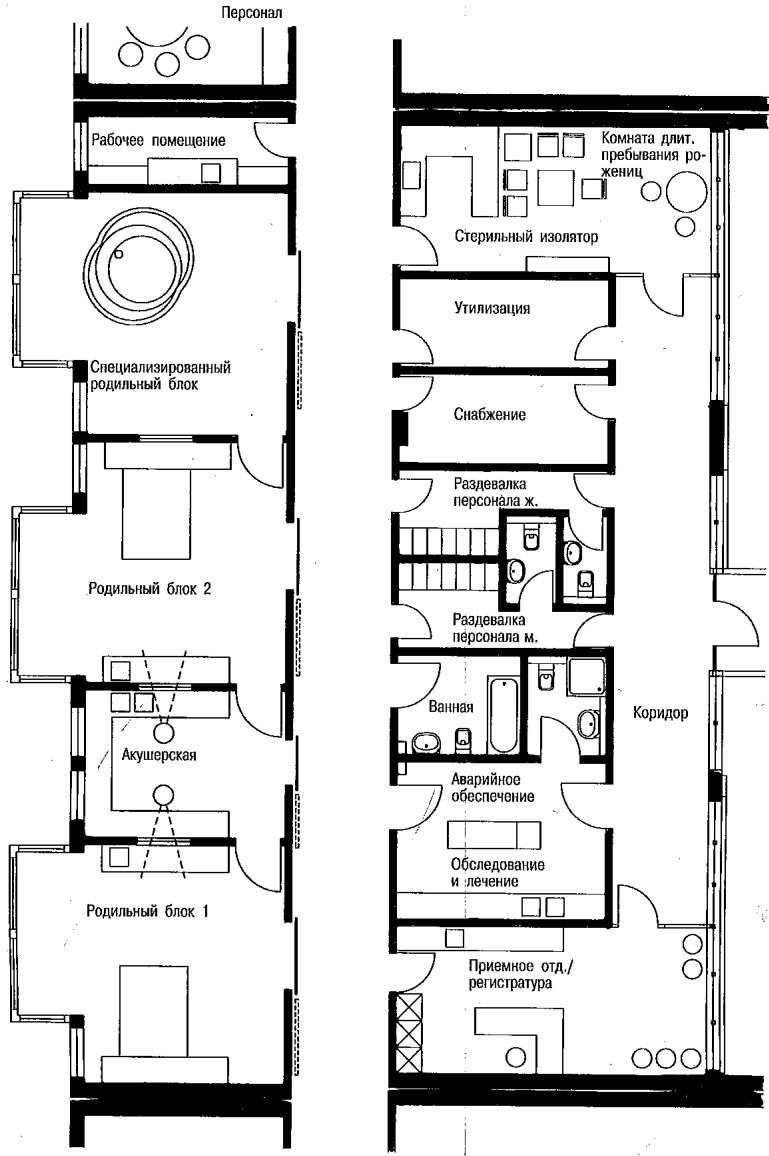 Персонал
Рабочее помещение
Специализированный
родильный блок
Родильный блок 2
Акушерская
Родильный блок 1
Комната длит.
пребывания ро-
жениц
Стерильный изолятор
Утилизация
Снабжение
Раздевалка
персонала ж.
Раздевалка
персонала м.
Ванная
Коридор
Аварийное
обеспечение
Обследование
и лечение
Приемное отд./
регистратура